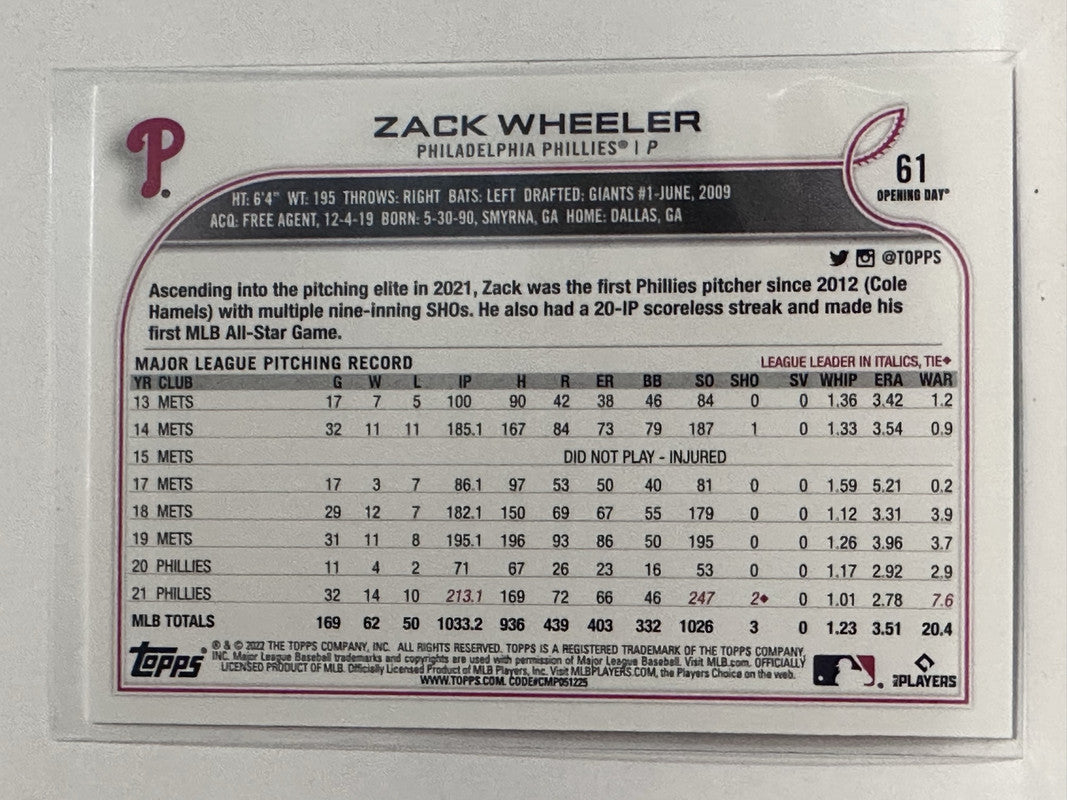 P
ZACK WHEELER
PHILADELPHIA PHILLIES® | P
61
OPENING DAY®
HT: 6'4" WT: 195 THROWS: RIGHT BATS: LEFT DRAFTED: GIANTS #1-JUNE, 2009
ACQ: FREE AGENT, 12-4-19 BORN: 5-30-90, SMYRNA, GA HOME: DALLAS, GA
@TOPPS
Ascending into the pitching elite in 2021, Zack was the first Phillies pitcher since 2012 (Cole
Hamels) with multiple nine-inning SHOs. He also had a 20-IP scoreless streak and made his
first MLB All-Star Game.
MAJOR LEAGUE PITCHING RECORD LEAGUE LEADER IN ITALICS, TIE◆
YR CLUB G W L IP H R ER BB SO SHO SV WHIP ERA WAR
13 METS 17 7 5 100 90 42 38 46 84 0 0 1.36 3.42 1.2
14 METS 32 11 11 185.1 167 84 73 79 187 1 0 1.33 3.54 0.9
15 METS DID NOT PLAY - INJURED
17 METS 17 3 7 86.1 97 53 50 40 81 0 0 1.59 5.21 0.2
18 METS 29 12 7 182.1 150 69 67 55 179 0 0 1.12 3.31 3.9
19 METS 31 11 8 195.1 196 93 86 50 195 0 0 1.26 3.96 3.7
20 PHILLIES 11 4 2 71 67 26 23 16 53 0 0 1.17 2.92 2.9
21 PHILLIES 32 14 10 213.1 169 72 66 46 247 2◆ 0 1.01 2.78 7.6
MLB TOTALS 169 62 50 1033.2 936 439 403 332 1026 3 0 1.23 3.51 20.4
Topps
® & © 2022 THE TOPPS COMPANY, INC. ALL RIGHTS RESERVED. TOPPS IS A REGISTERED TRADEMARK OF THE TOPPS COMPANY,
INC. Major League Baseball trademarks and copyrights are used with permission of Major League Baseball. Visit MLB.com. OFFICIALLY
LICENSED PRODUCT OF MLB. Officially Licensed Product of MLB Players, Inc. Visit MLBPLAYERS.COM, the Players Choice on the web.
WWW.TOPPS.COM. CODE#CMP051225
MLBPLAYERS